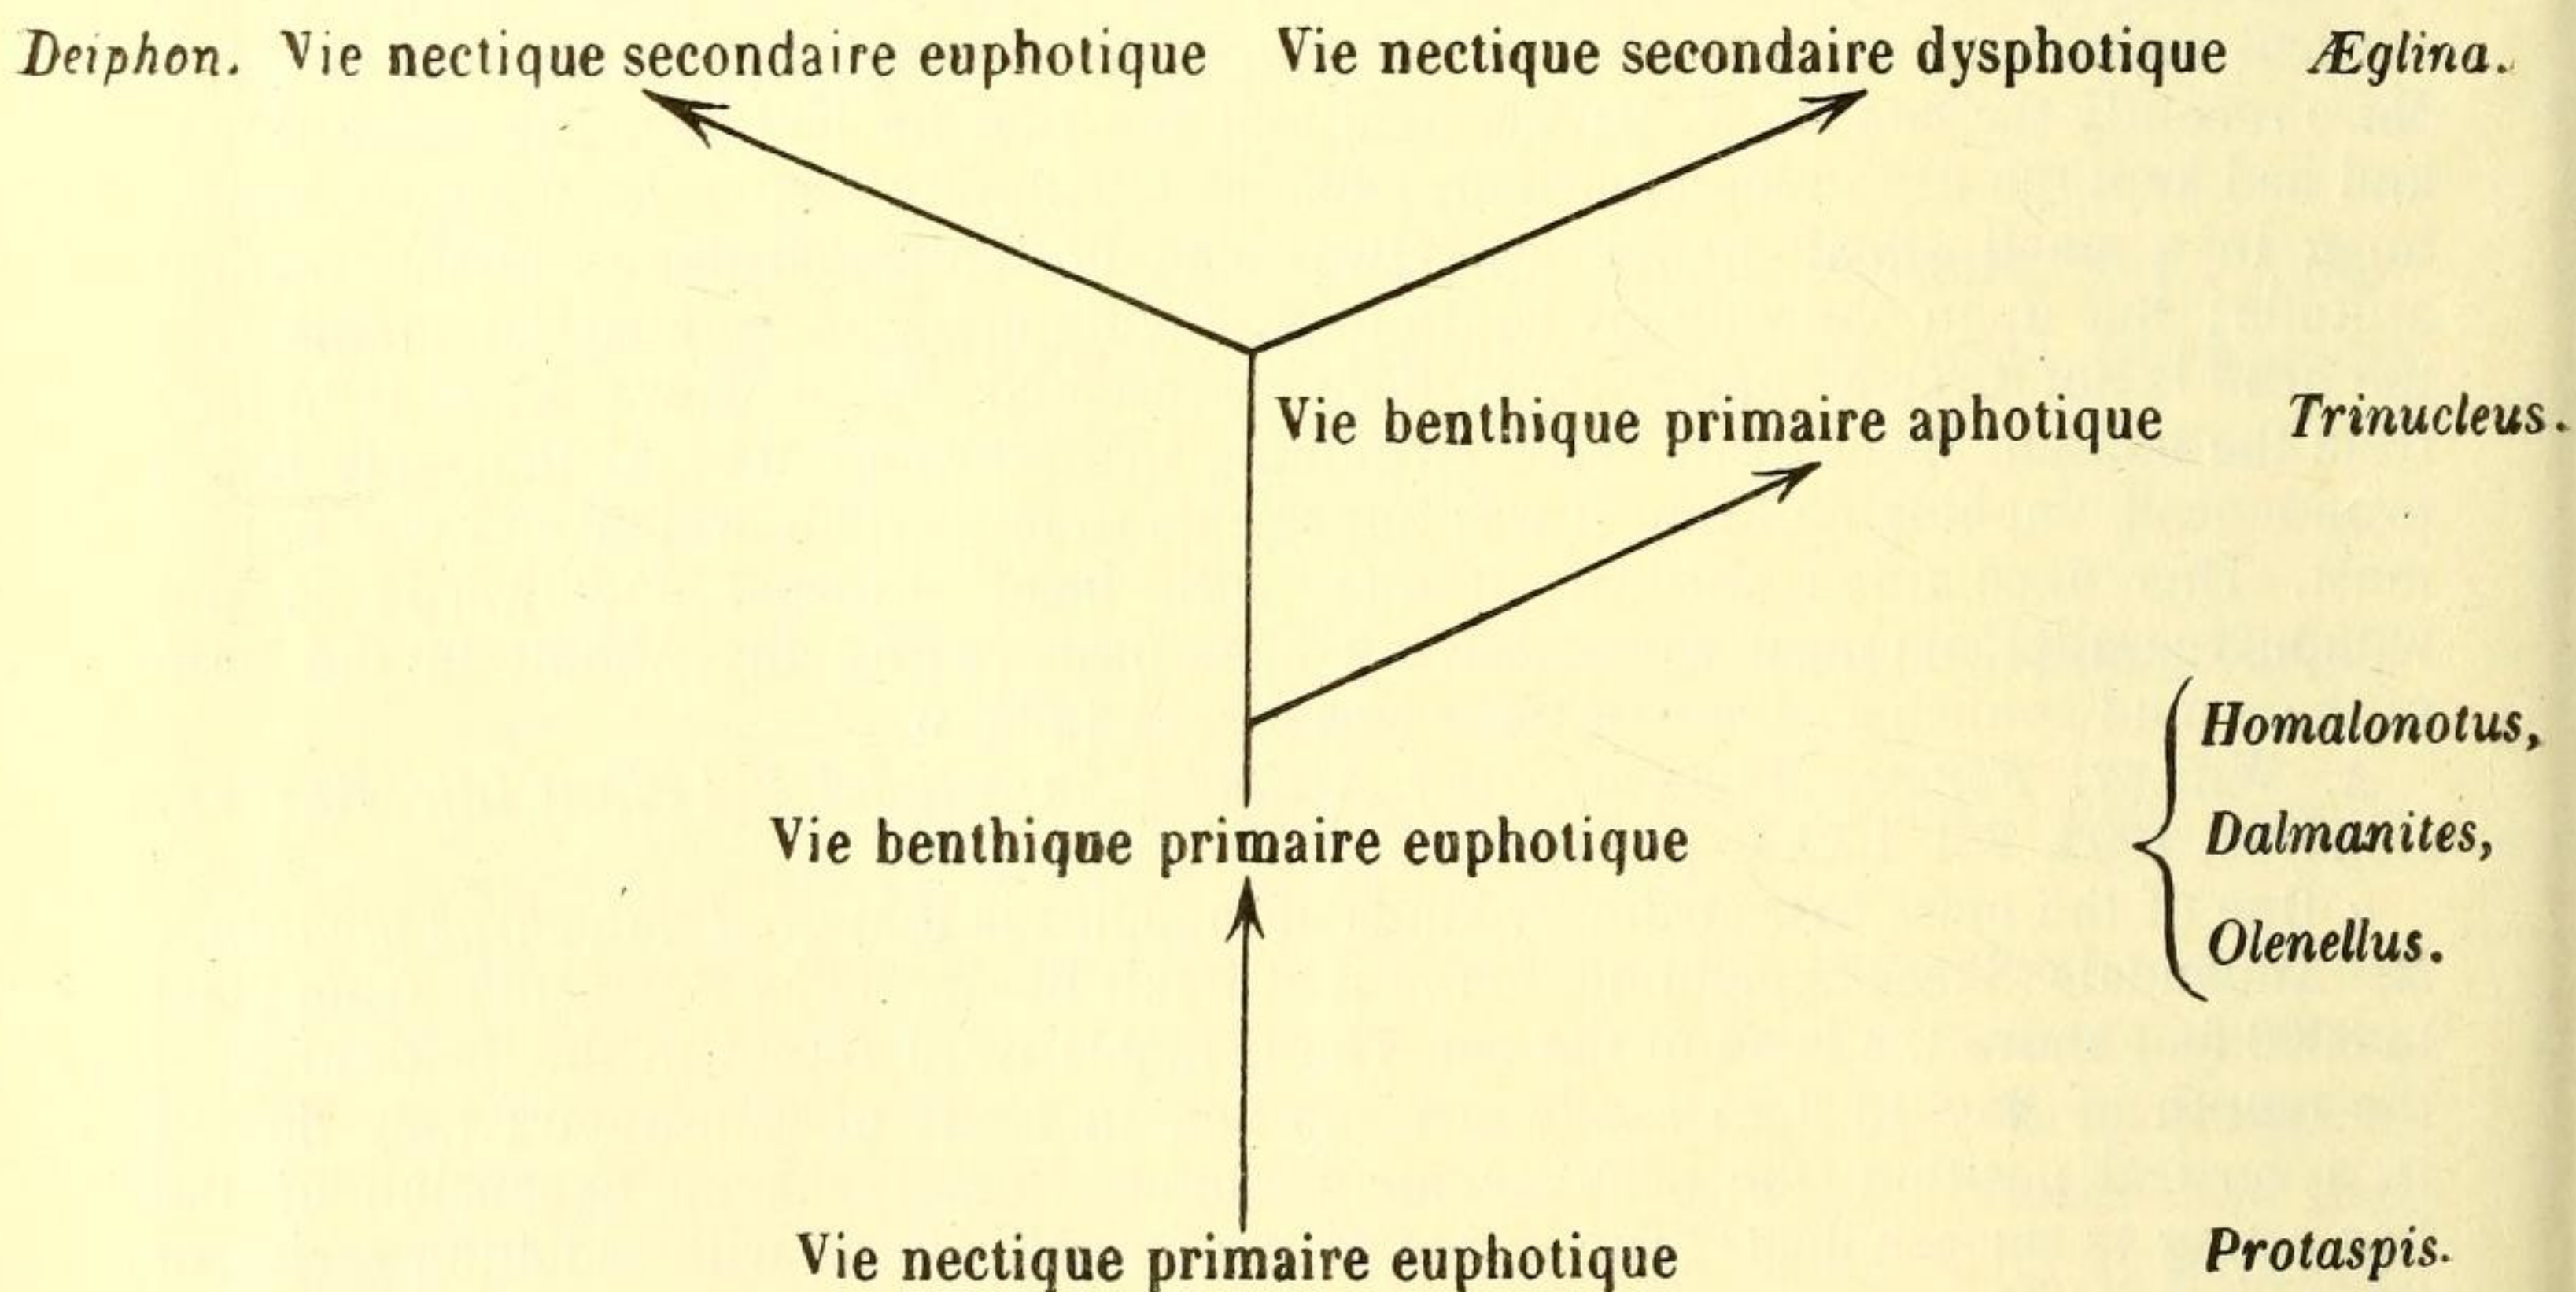 Deiphon. Vie nectique secondaire euphotique Vie nectique secondaire dysphotique Æglina.
Vie benthique primaire aphotique Trinucleus.
Homalonotus,
Vie benthique primaire euphotique Dalmanites,
Olenellus.
Vie nectique primaire euphotique Protaspis.